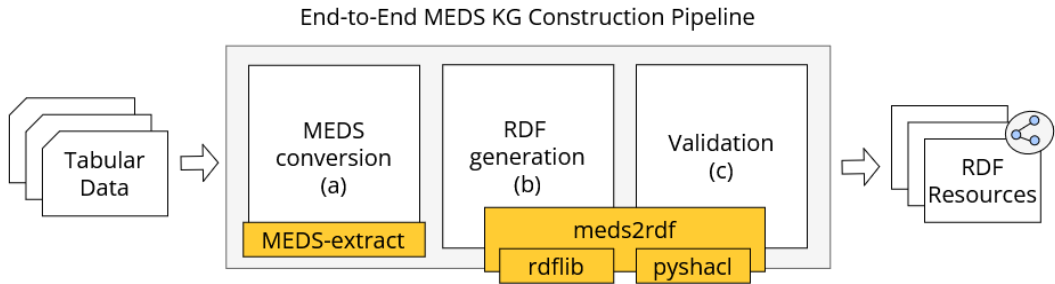 End-to-End MEDS KG Construction Pipeline
Tabular
Data
MEDS
conversion
(a)
MEDS-extract
RDF
generation
(b)
Validation
(c)
meds2rdf
rdflib
pyshacl
RDF
Resources